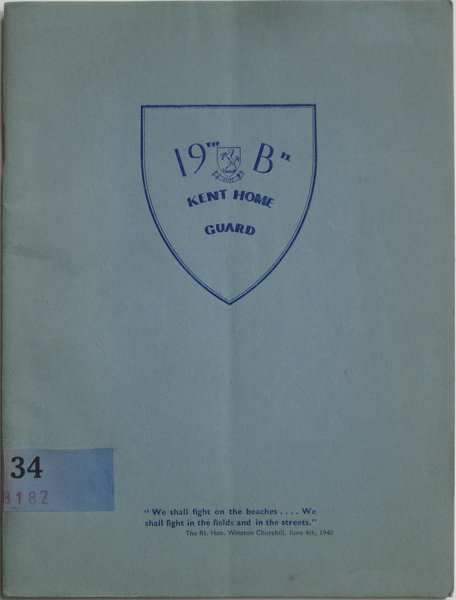 19TH BN
KENT HOME
GUARD
34
8182
"We shall fight on the beaches .... We
shall fight in the fields and in the streets."
The Rt. Hon. Winston Churchill, June 4th, 1940